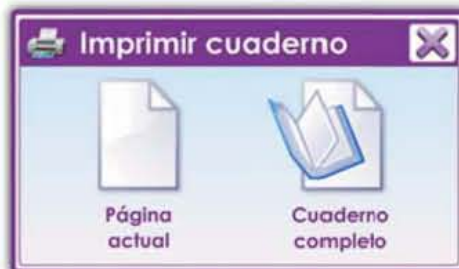 Imprimir cuaderno
Página
actual
Cuaderno
completo